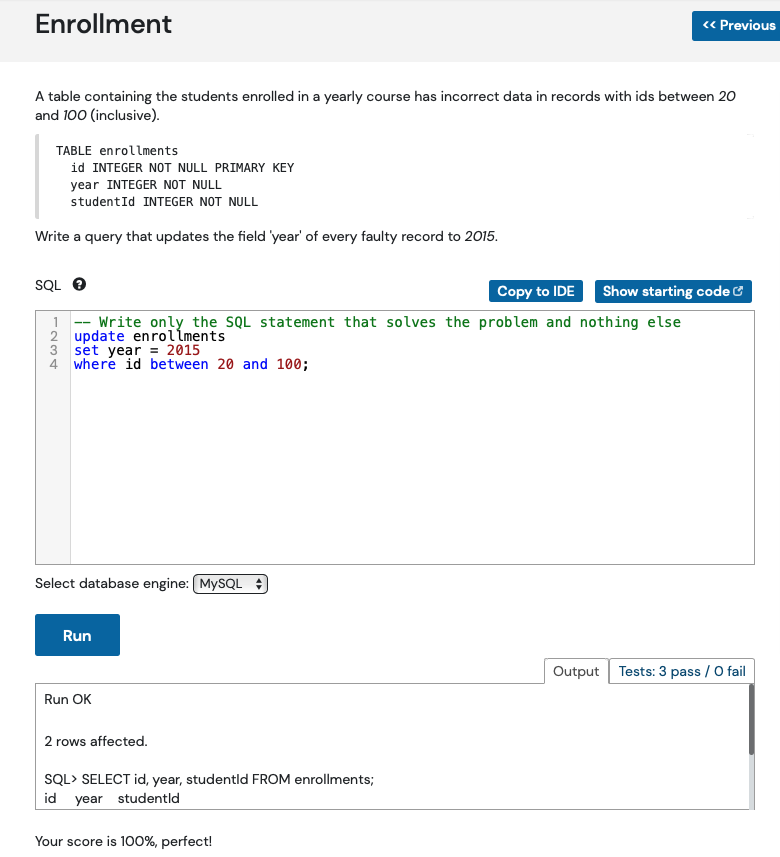 Enrollment
<< Previous
A table containing the students enrolled in a yearly course has incorrect data in records with ids between 20
and 100 (inclusive).
TABLE enrollments
  id INTEGER NOT NULL PRIMARY KEY
  year INTEGER NOT NULL
  studentId INTEGER NOT NULL
Write a query that updates the field 'year' of every faulty record to 2015.
SQL ?
Copy to IDE
Show starting code
1 -- Write only the SQL statement that solves the problem and nothing else
2 update enrollments
3 set year = 2015
4 where id between 20 and 100;
Select database engine: MySQL
Run
Output
Tests: 3 pass / 0 fail
Run OK
2 rows affected.
SQL> SELECT id, year, studentId FROM enrollments;
id year studentId
Your score is 100%, perfect!